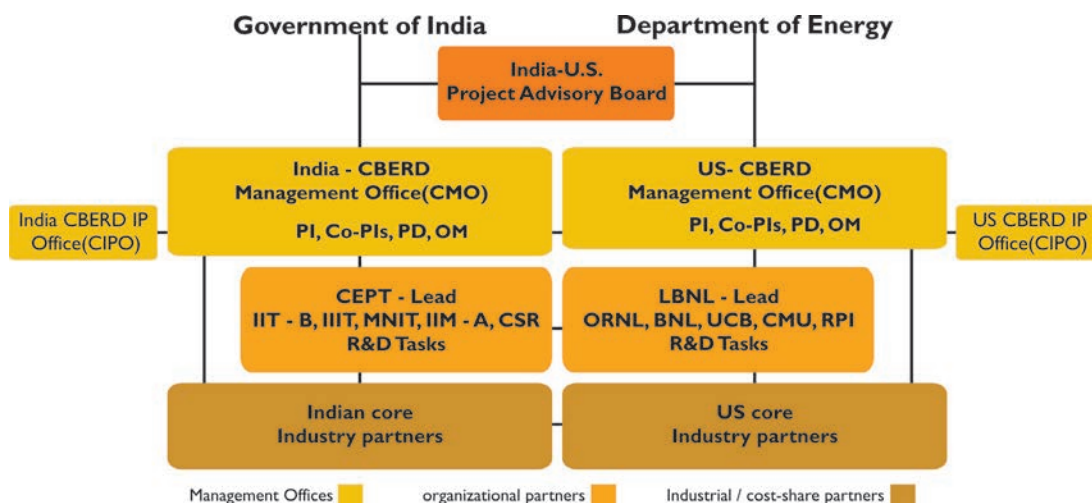 Government of India
Department of Energy
India-U.S.
Project Advisory Board
India - CBERD
Management Office(CMO)
PI, Co-PIs, PD, OM
US- CBERD
Management Office(CMO)
PI, Co-PIs, PD, OM
India CBERD IP
Office(CIPO)
US CBERD IP
Office(CIPO)
CEPT - Lead
IIT - B, IIIT, MNIT, IIM - A, CSR
R&D Tasks
LBNL - Lead
ORNL, BNL, UCB, CMU, RPI
R&D Tasks
Indian core
Industry partners
US core
Industry partners
Management Offices
organizational partners
Industrial / cost-share partners